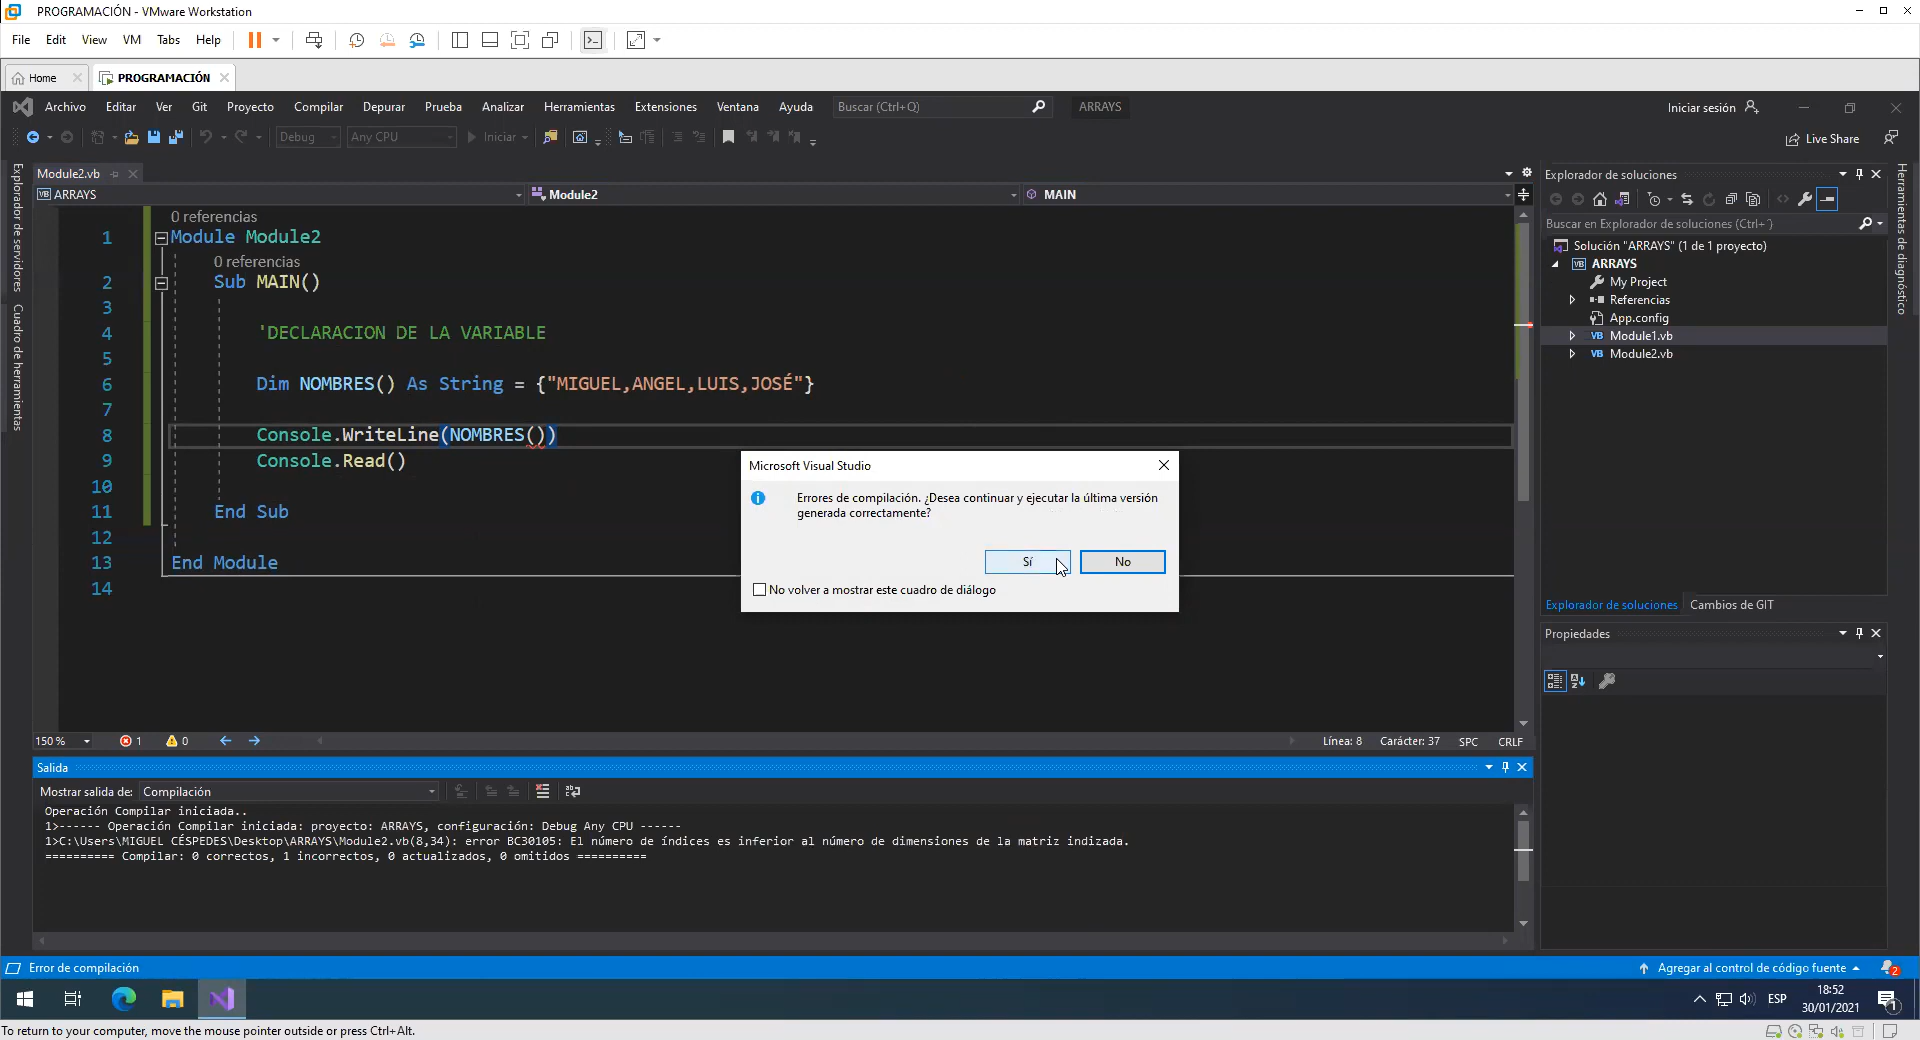 PROGRAMACIÓN - VMware Workstation
File Edit View VM Tabs Help
Home PROGRAMACIÓN
Archivo Editar Ver Git Proyecto Compilar Depurar Prueba Analizar Herramientas Extensiones Ventana Ayuda Buscar (Ctrl+Q) ARRAYS Iniciar sesión
Debug Any CPU Iniciar Live Share
Explorador de servidores
Cuadro de herramientas
Module2.vb
VB ARRAYS Module2 MAIN
0 referencias
1 Module Module2
0 referencias
2 Sub MAIN()
3
4 'DECLARACION DE LA VARIABLE
5
6 Dim NOMBRES() As String = {"MIGUEL,ANGEL,LUIS,JOSÉ"}
7
8 Console.WriteLine(NOMBRES())
9 Console.Read()
10
11 End Sub
12
13 End Module
14
Microsoft Visual Studio
Errores de compilación. ¿Desea continuar y ejecutar la última versión
generada correctamente?
Sí No
No volver a mostrar este cuadro de diálogo
150 % 1 0 Línea: 8 Carácter: 37 SPC CRLF
Salida
Mostrar salida de: Compilación
Operación Compilar iniciada..
1>------ Operación Compilar iniciada: proyecto: ARRAYS, configuración: Debug Any CPU ------
1>C:\Users\MIGUEL CÉSPEDES\Desktop\ARRAYS\Module2.vb(8,34): error BC30105: El número de índices es inferior al número de dimensiones de la matriz indizada.
========== Compilar: 0 correctos, 1 incorrectos, 0 actualizados, 0 omitidos ==========
Explorador de soluciones
Buscar en Explorador de soluciones (Ctrl+´)
Solución "ARRAYS" (1 de 1 proyecto)
VB ARRAYS
My Project
Referencias
App.config
VB Module1.vb
VB Module2.vb
Explorador de soluciones Cambios de GIT
Propiedades
Herramientas de diagnóstico
Error de compilación Agregar al control de código fuente 2
ESP 18:52
30/01/2021 1
To return to your computer, move the mouse pointer outside or press Ctrl+Alt.